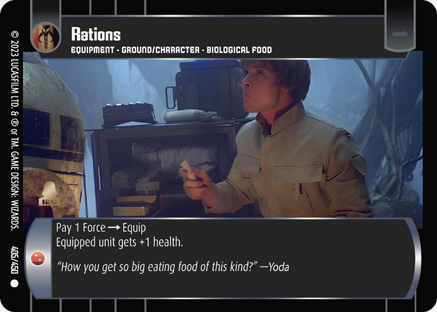 Rations
EQUIPMENT • GROUND/CHARACTER • BIOLOGICAL FOOD
Pay 1 Force → Equip
Equipped unit gets +1 health.
"How you get so big eating food of this kind?" —Yoda
© 2023 LUCASFILM LTD. & ® or TM. GAME DESIGN: WIZARDS.